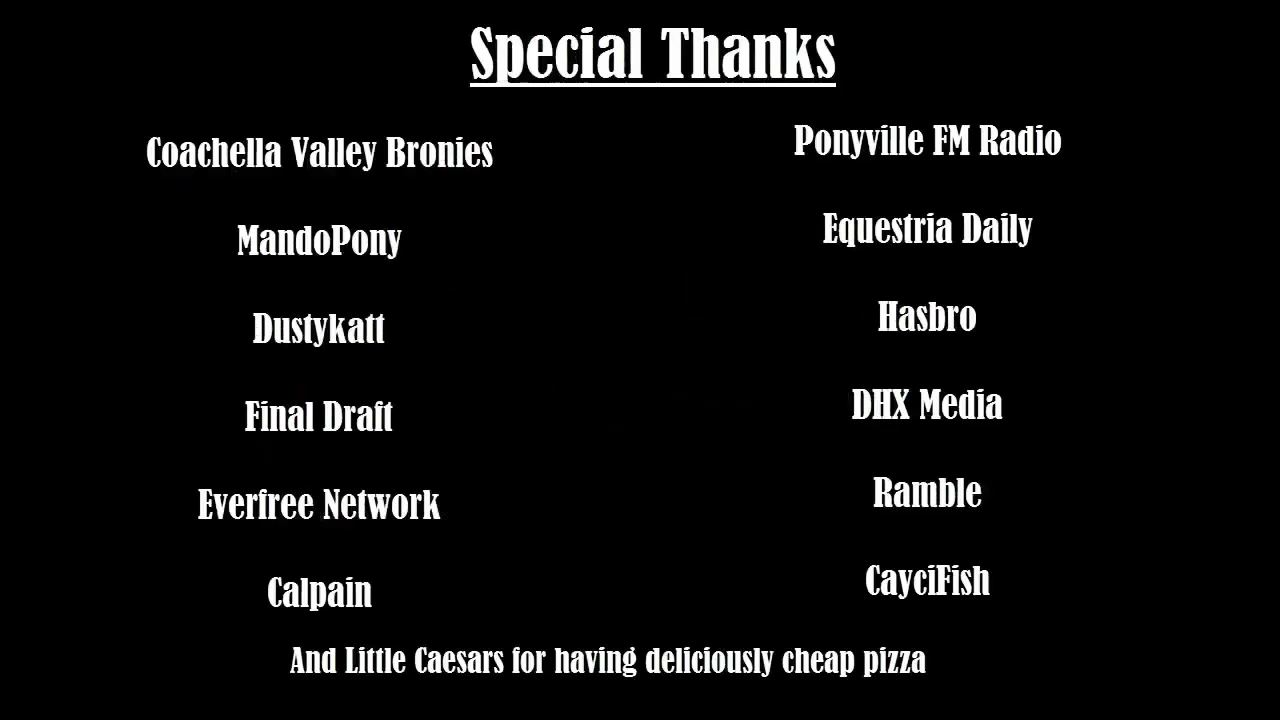 Special Thanks
Coachella Valley Bronies
MandoPony
Dustykatt
Final Draft
Everfree Network
Calpain
Ponyville FM Radio
Equestria Daily
Hasbro
DHX Media
Ramble
CayciFish
And Little Caesars for having deliciously cheap pizza